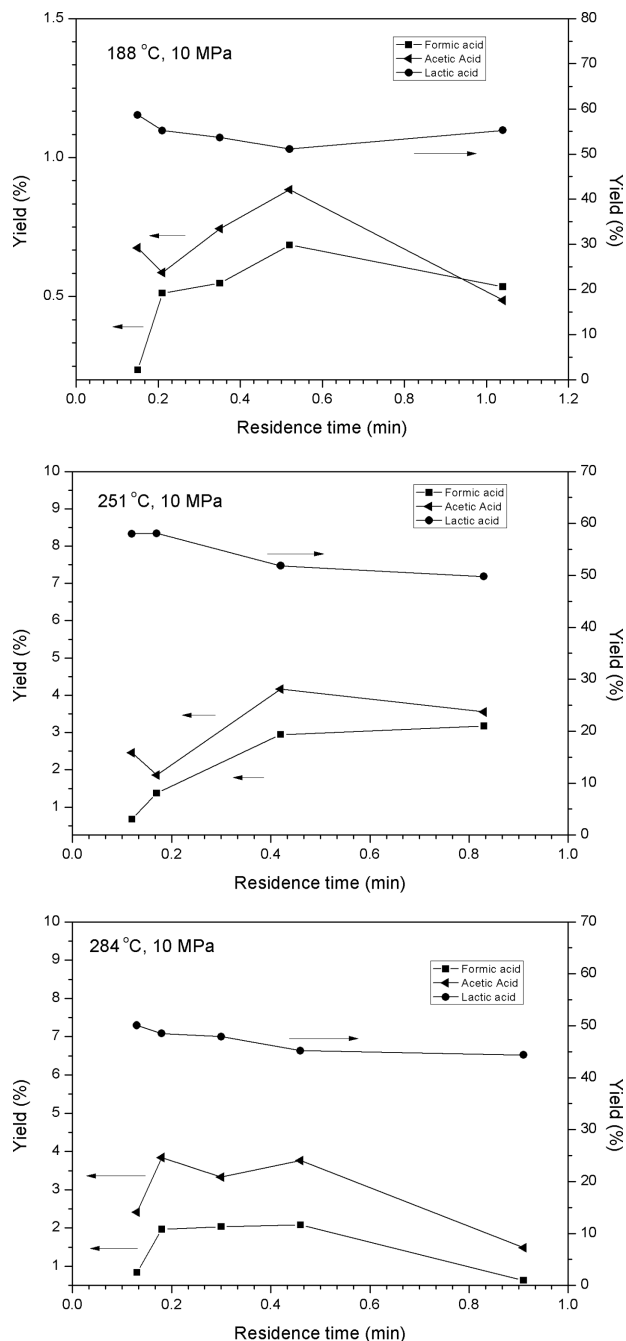 188 °C, 10 MPa
Formic acid
Acetic Acid
Lactic acid
Yield (%)
1.5
1.0
0.5
80
70
60
50
40
30
20
10
0
Yield (%)
0.0 0.2 0.4 0.6 0.8 1.0 1.2
Residence time (min)
251 °C, 10 MPa
Formic acid
Acetic Acid
Lactic acid
Yield (%)
10
9
8
7
6
5
4
3
2
1
70
60
50
40
30
20
10
0
Yield (%)
0.0 0.2 0.4 0.6 0.8 1.0
Residence time (min)
284 °C, 10 MPa
Formic acid
Acetic Acid
Lactic acid
Yield (%)
10
9
8
7
6
5
4
3
2
1
70
60
50
40
30
20
10
0
Yield (%)
0.0 0.2 0.4 0.6 0.8 1.0
Residence time (min)